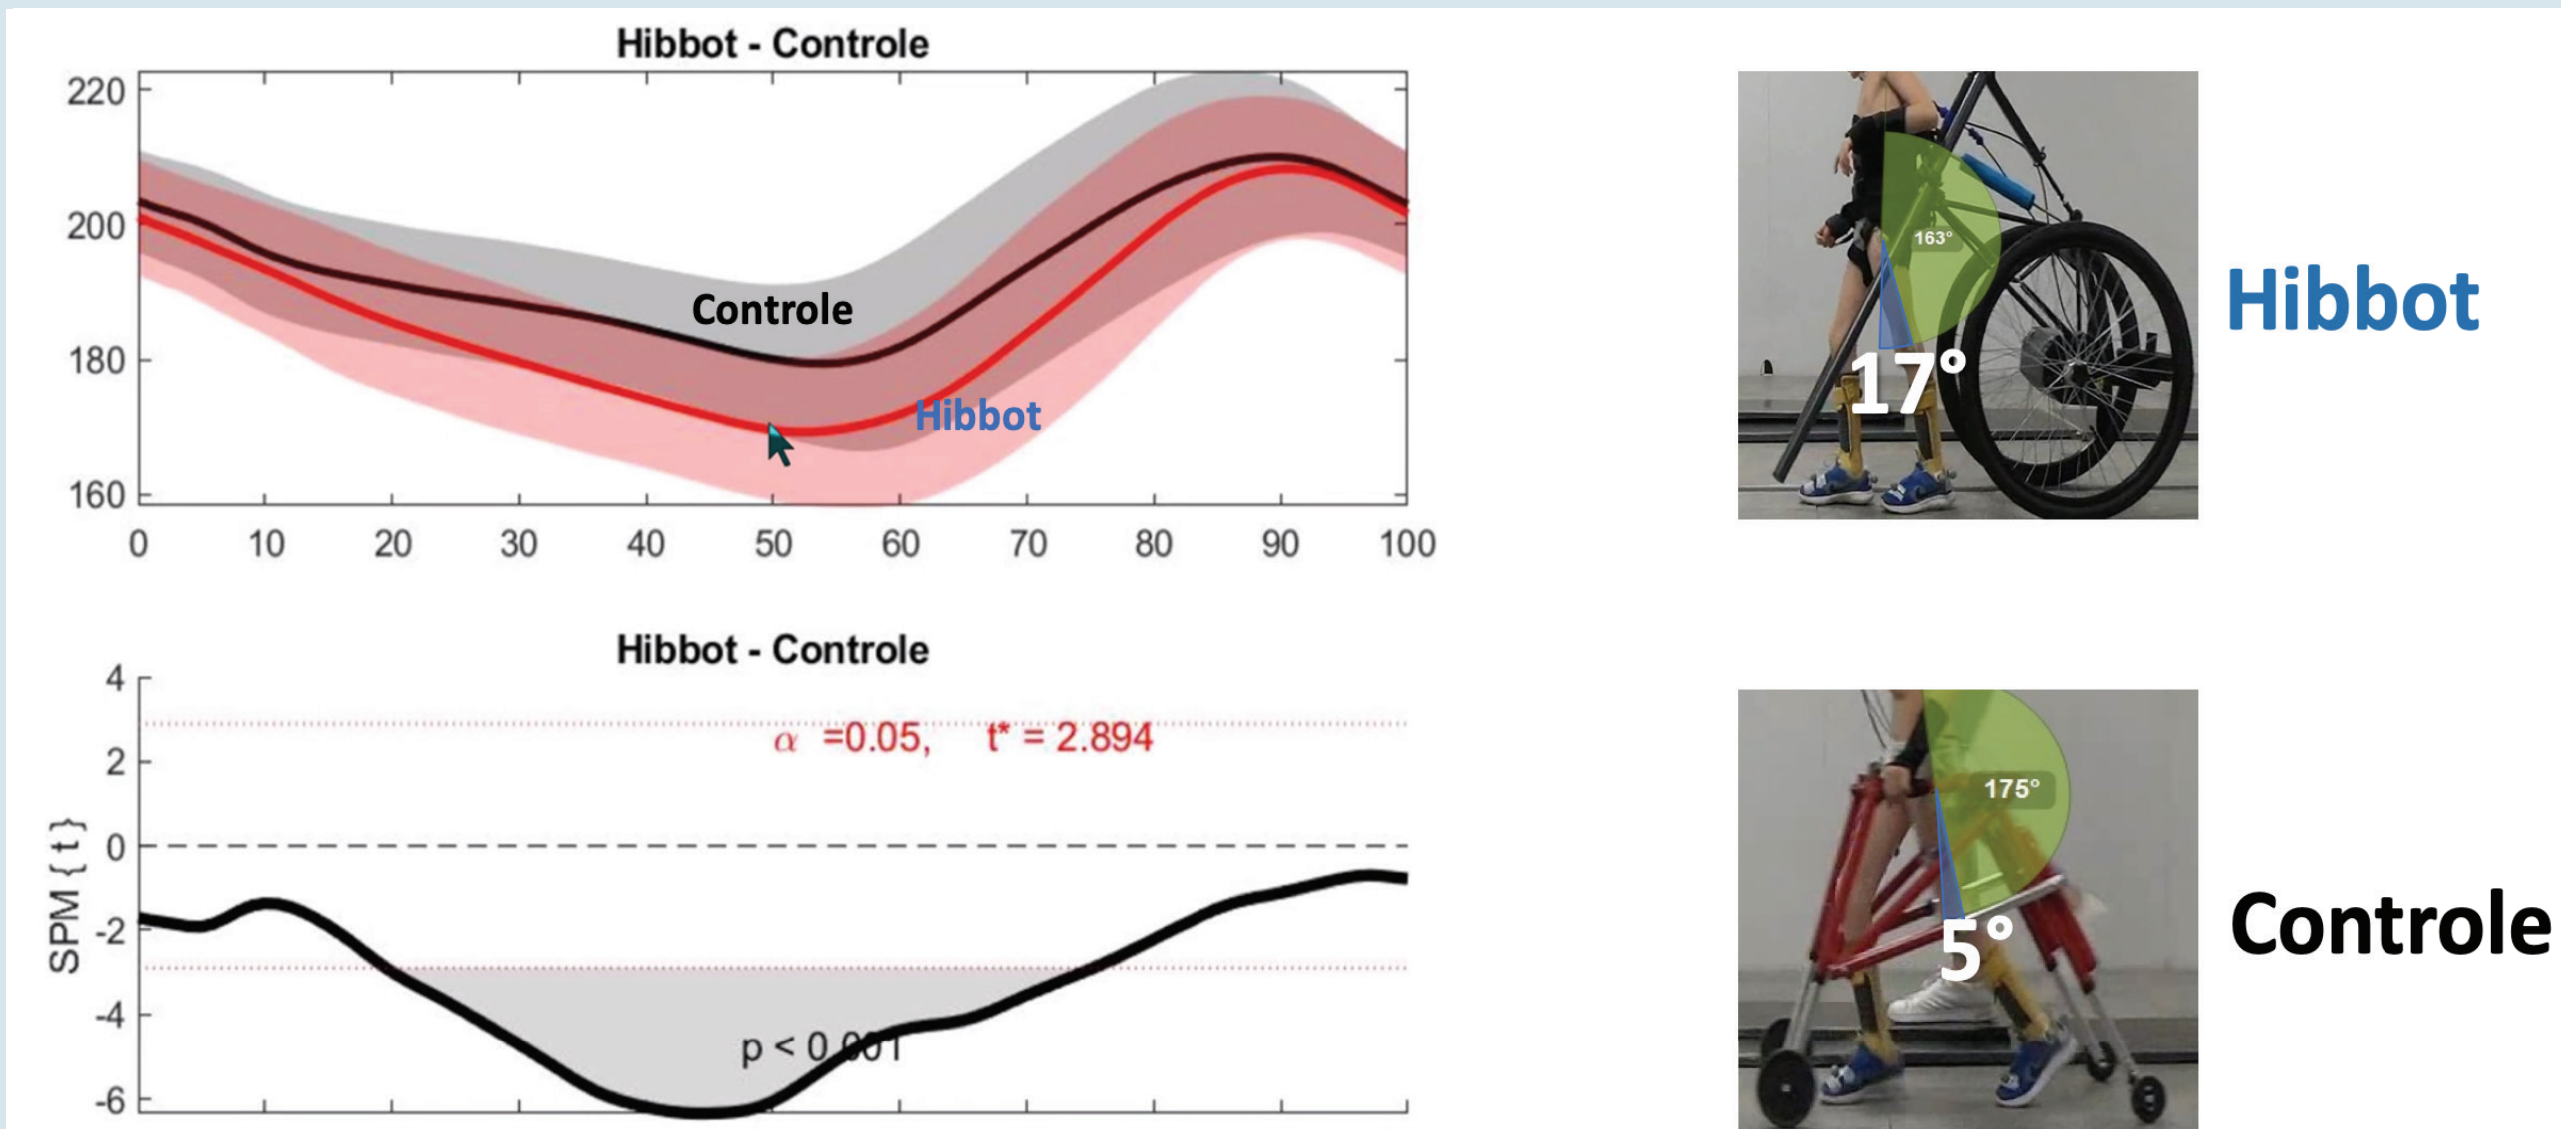 Hibbot - Controle
220
200
180
160
Controle
Hibbot
0 10 20 30 40 50 60 70 80 90 100
163°
17°
Hibbot
Hibbot - Controle
SPM { t }
4
2
0
-2
-4
-6
α =0.05, t* = 2.894
p < 0.001
175°
5°
Controle